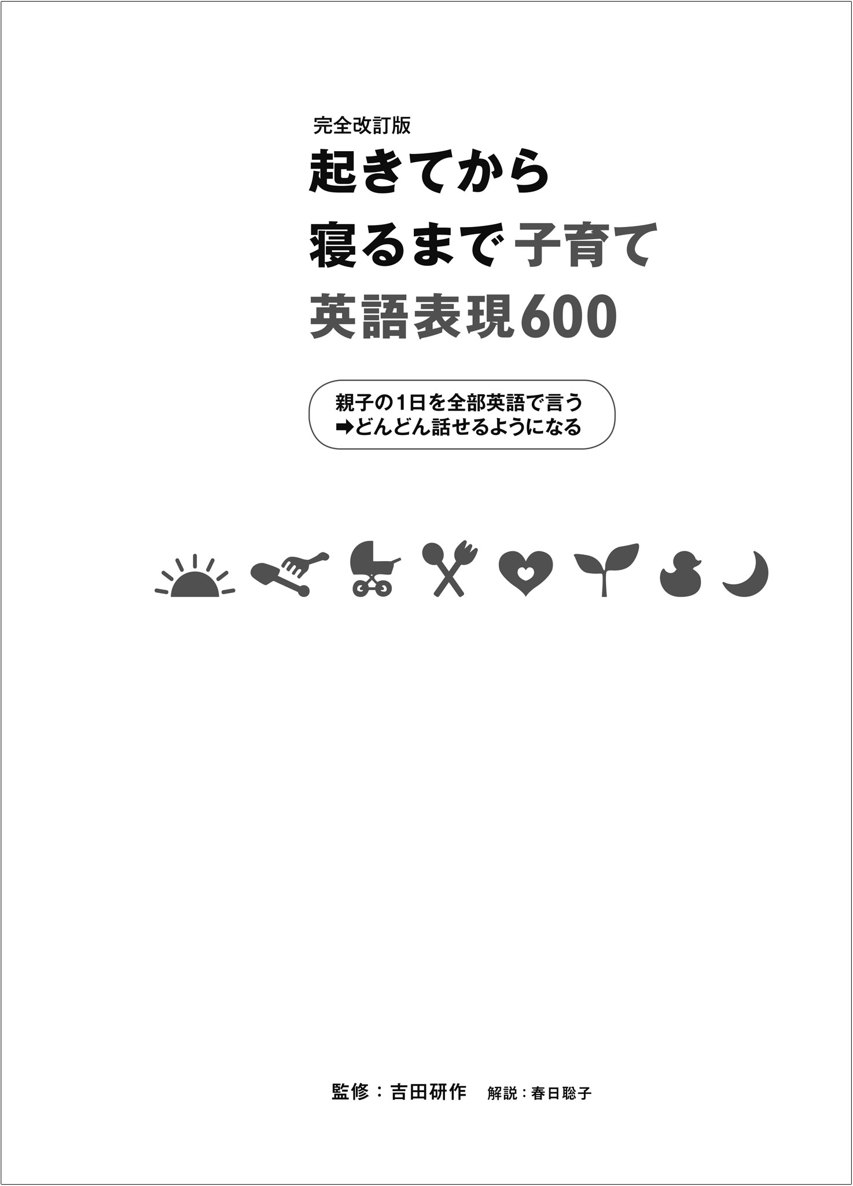 完全改訂版
起きてから
寝るまで 子育て
英語表現600
親子の1日を全部英語で言う
➡どんどん話せるようになる
監修：吉田研作 解説：春日聡子